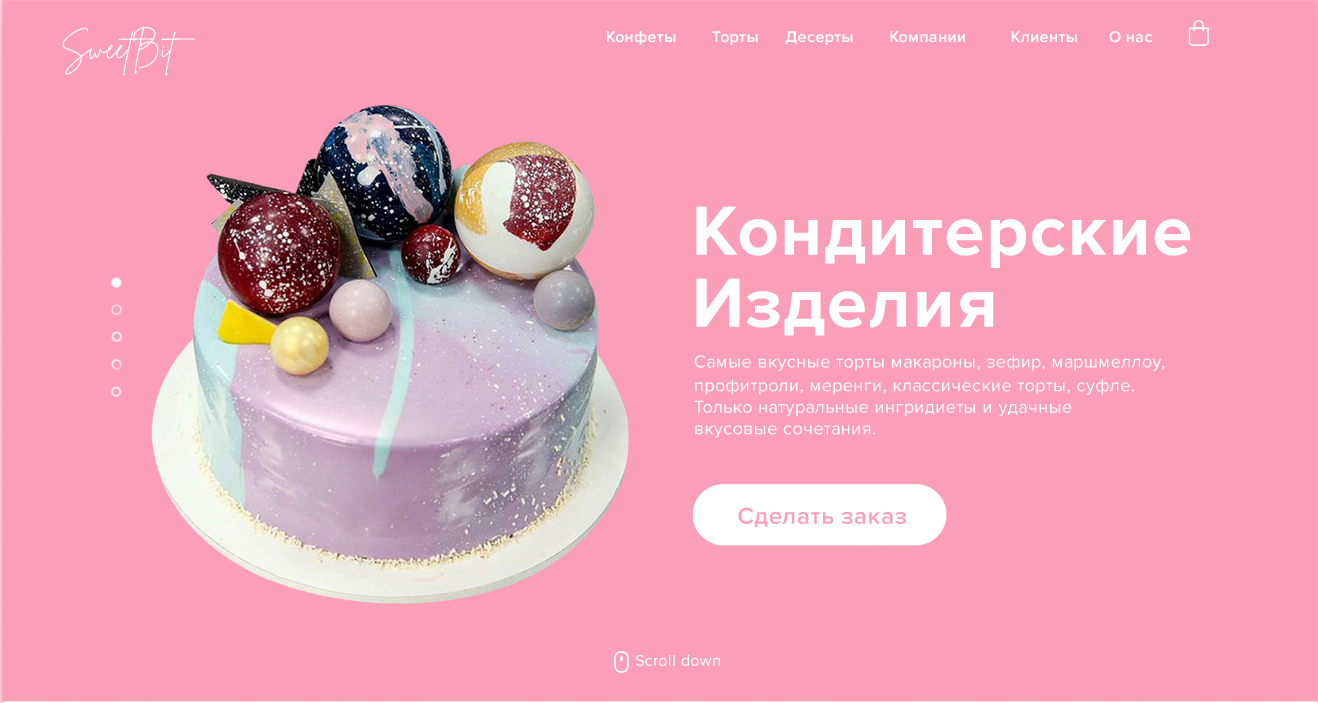 SweetBit
Конфеты Торты Десерты Компании Клиенты О нас
Кондитерские
Изделия
Самые вкусные торты макароны, зефир, маршмеллоу,
профитроли, меренги, классические торты, суфле.
Только натуральные ингридиеты и удачные
вкусовые сочетания.
Сделать заказ
Scroll down